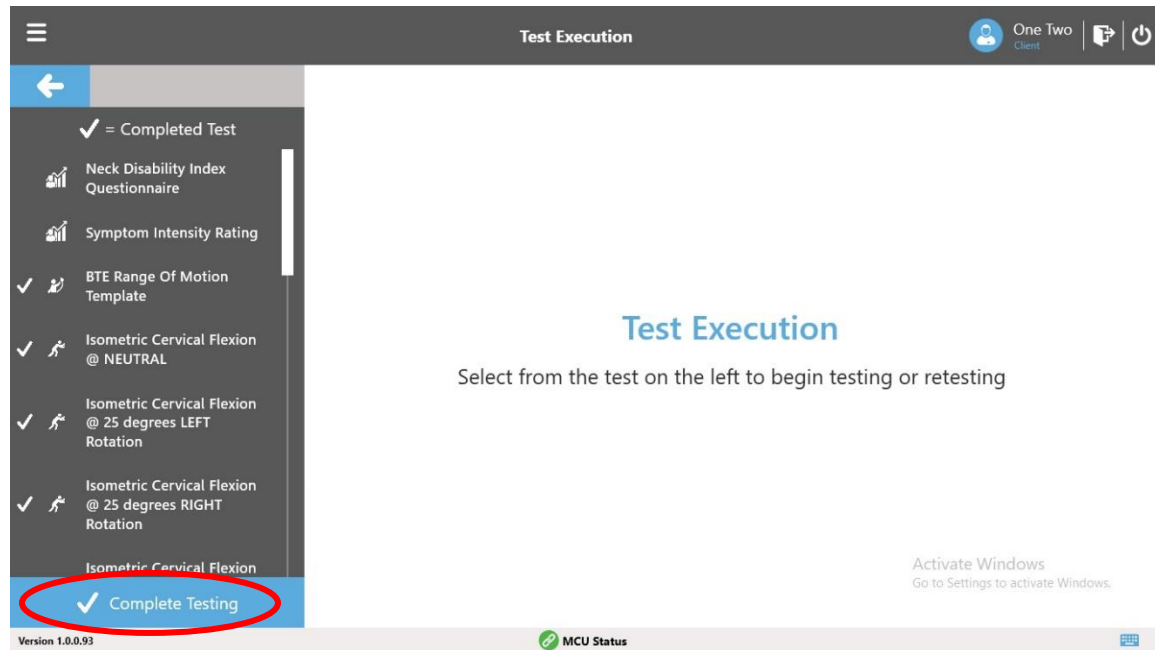 Test Execution
One Two
Client
✓ = Completed Test
Neck Disability Index
Questionnaire
Symptom Intensity Rating
BTE Range Of Motion
Template
Isometric Cervical Flexion
@ NEUTRAL
Isometric Cervical Flexion
@ 25 degrees LEFT
Rotation
Isometric Cervical Flexion
@ 25 degrees RIGHT
Rotation
Isometric Cervical Flexion
Complete Testing
Test Execution
Select from the test on the left to begin testing or retesting
Activate Windows
Go to Settings to activate Windows.
Version 1.0.0.93
MCU Status